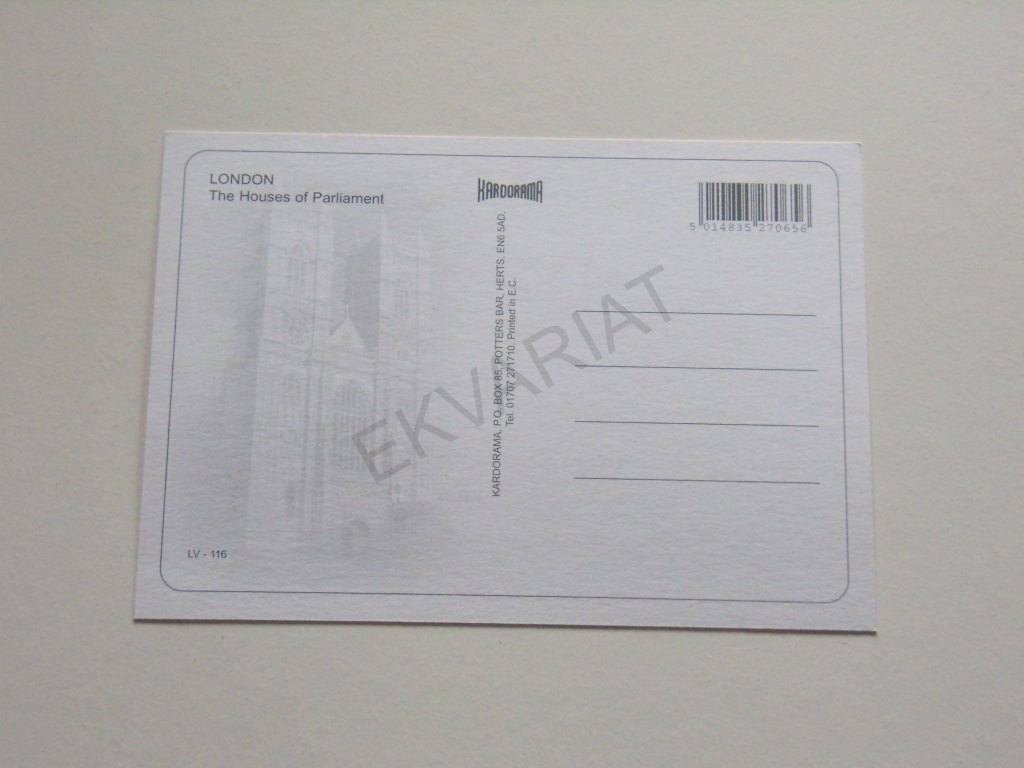 LONDON
The Houses of Parliament
KARDORAMA
5 014835 270656
KARDORAMA, P.O. BOX 85, POTTERS BAR, HERTS, EN6 5AD.
Tel. 01707 271710. Printed in E.C.
EKVARIAT
LV - 116